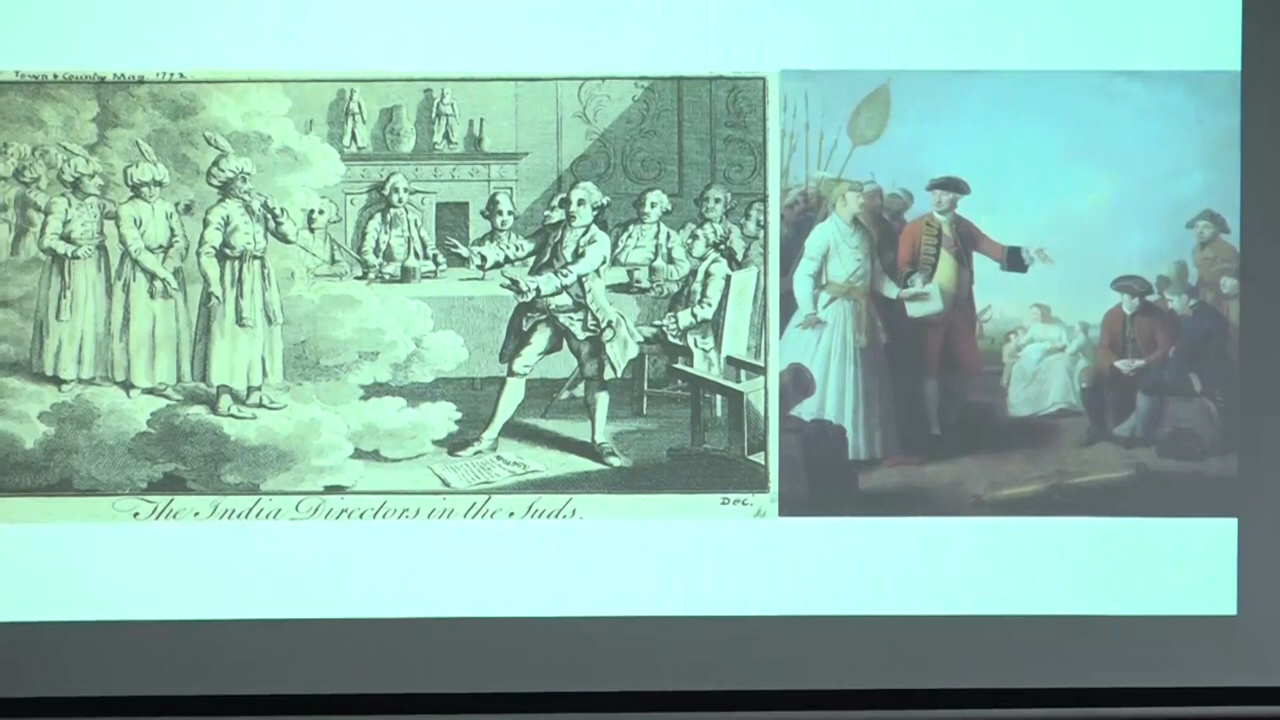 Town & County Mag. 1772.
The India Directors in the Suds.
Dec.